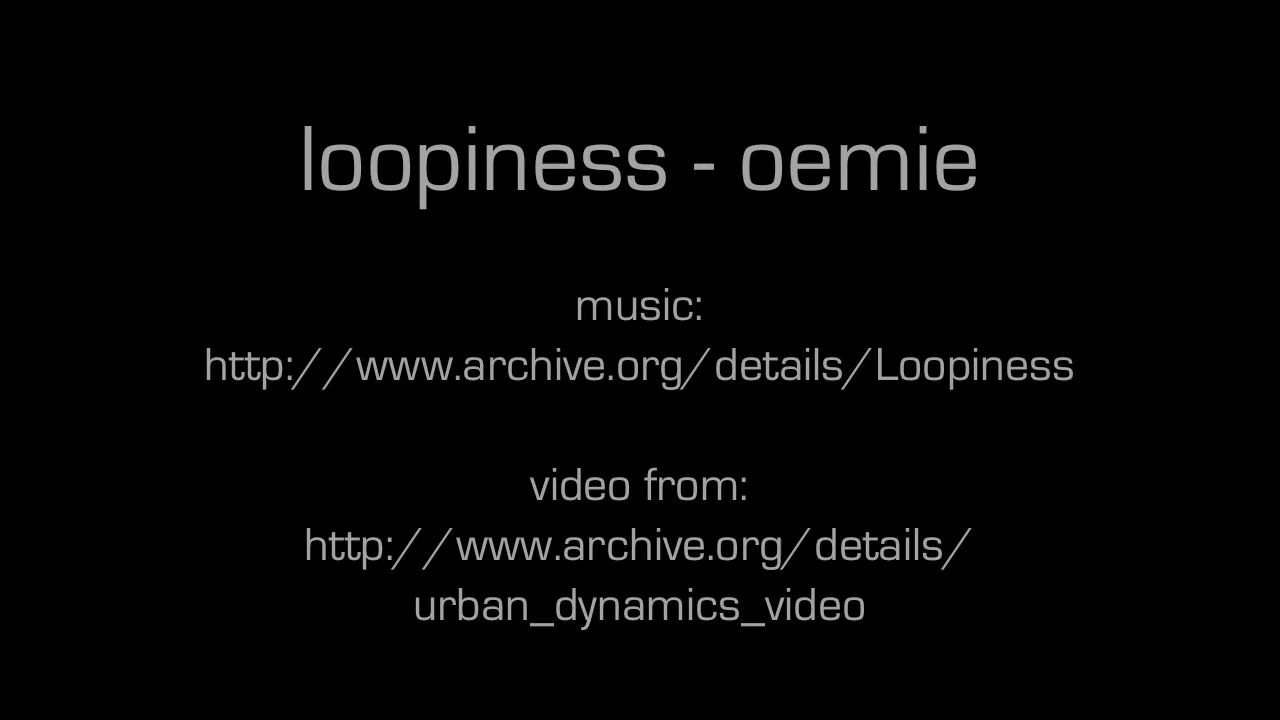 loopiness - oemie
music:
http://www.archive.org/details/Loopiness
video from:
http://www.archive.org/details/
urban_dynamics_video